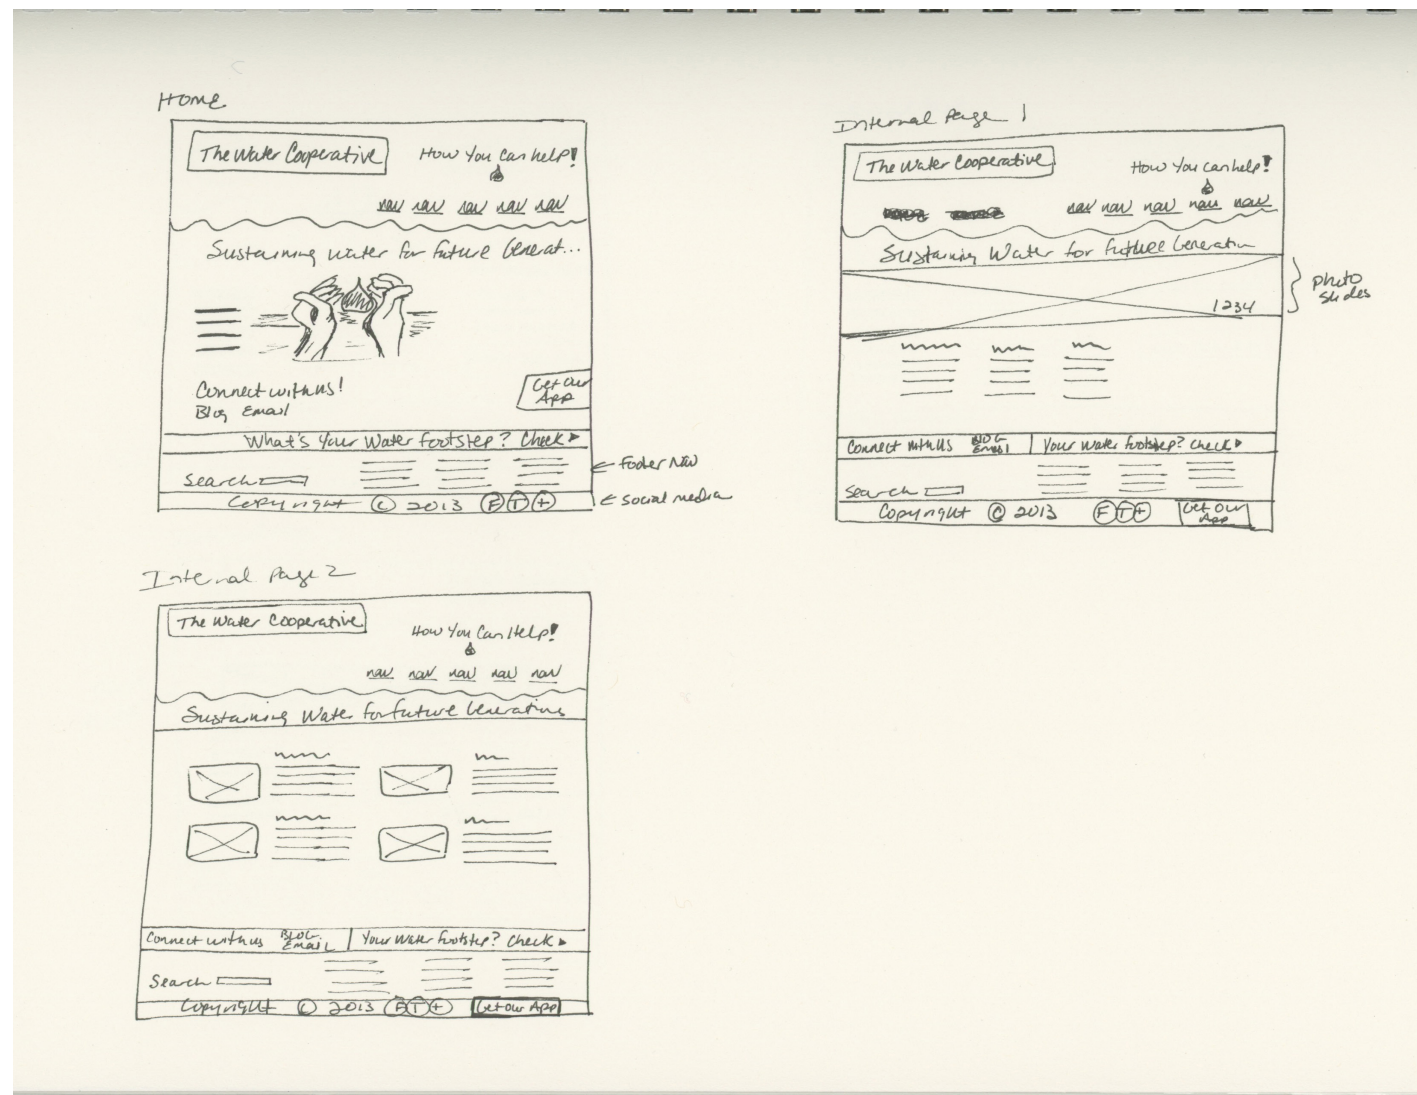 Home
The Water Cooperative
How You Can help!
nav nav nav nav nav
Sustaining water for future Generat...
Connect with us!
Blog Email
Get Our
App
What's Your Water footstep? Check
Search
Footer Nav
Copyright © 2013 F T +
social media
Internal Page 1
The Water Cooperative
How You can help!
nav nav nav nav nav
Sustaining Water for future Generation
photo
slides
1234
Connect with us BLOG
Email
Your water footstep? Check
Search
Copyright © 2013 F T + Get Our
App
Internal Page 2
The Water Cooperative
How You Can Help!
nav nav nav nav nav
Sustaining Water for future Generations
Connect with us BLOG
Email
Your Water footstep? Check
Search
Copyright © 2013 F T + Get Our App